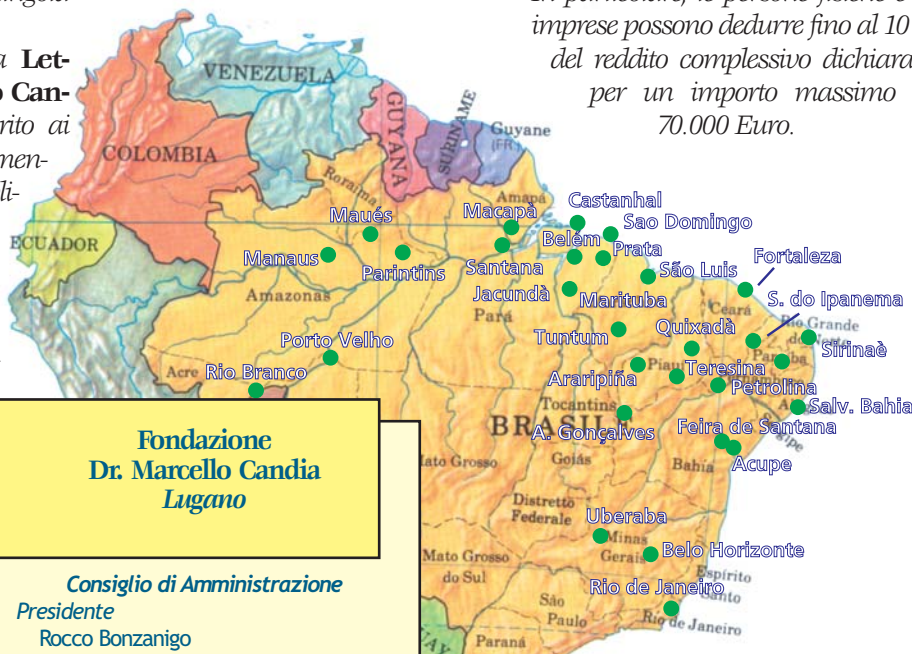 In particolare, le persone fisiche e
imprese possono dedurre fino al 10
del reddito complessivo dichiara
per un importo massimo
70.000 Euro.
Let-
Can-
rito ai
men-
li-
VENEZUELA
COLOMBIA
GUYANA
SURINAME
Guyane
(FR.)
ECUADOR
Roraima
Amapá
Castanhal
Sao Domingo
Maués
Macapà
Belém
Prata
Manaus
Parintins
Santana
São Luis
Fortaleza
Jacundà
Marituba
S. do Ipanema
Amazonas
Pará
Ceará
Rio Grande
do Norte
Tuntum
Quixadà
Sirinaè
Porto Velho
Piauí
Teresina
Acre
Rio Branco
Araripiña
Petrolina
Tocantins
Salv. Bahia
BRASILE
A. Gonçalves
Feira de Santana
Acupe
Mato Grosso
Goiás
Bahia
Distretto
Federale
Uberaba
Minas
Gerais
Belo Horizonte
Mato Grosso
do Sul
Espírito
Santo
Rio de Janeiro
São
Paulo
Rio de Janeiro
Paraná
UAY
Fondazione
Dr. Marcello Candia
Lugano
Consiglio di Amministrazione
Presidente
Rocco Bonzanigo